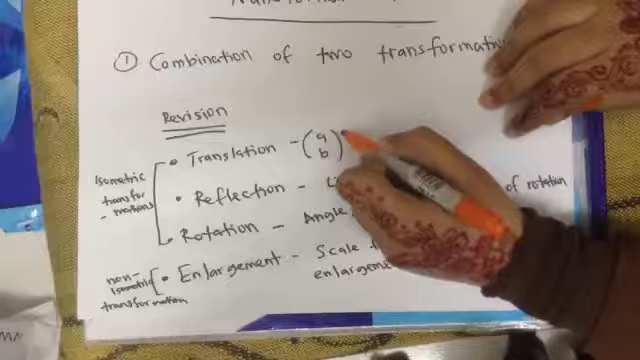 ① Combination of two
Revision
Isometric transfor-mations
• Translation - (a b)
• Reflection -
• Rotation - Angle, of rotation
non-isometric transformation
• Enlargement - Scale
enlargeme